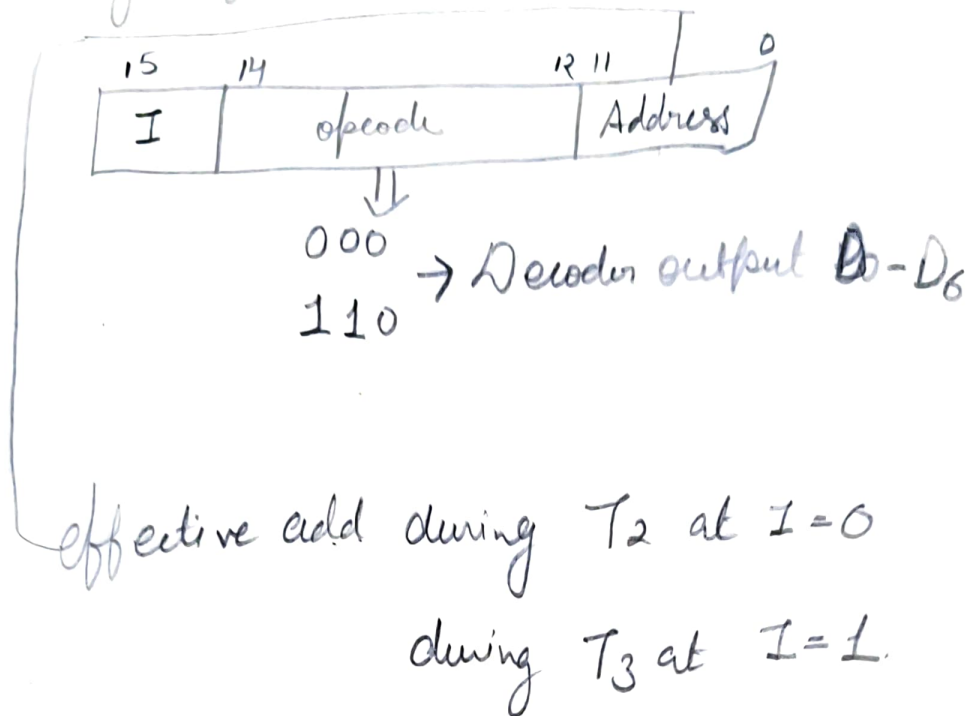 15 14 12 11 0
I opcode Address
000
→ Decoder output D0-D6
110
effective add during T2 at I=0
during T3 at I=1.